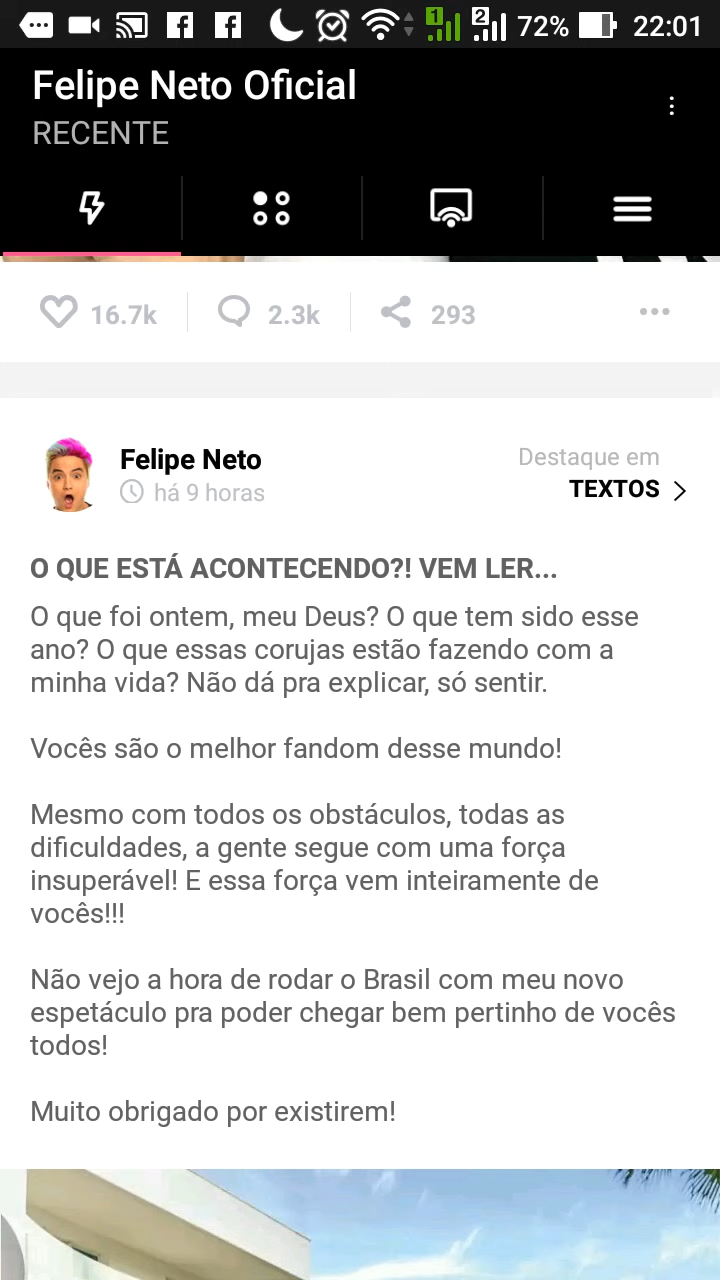 1 2 72% 22:01
Felipe Neto Oficial
RECENTE
16.7k 2.3k 293
Felipe Neto
há 9 horas
Destaque em
TEXTOS
O QUE ESTÁ ACONTECENDO?! VEM LER...
O que foi ontem, meu Deus? O que tem sido esse
ano? O que essas corujas estão fazendo com a
minha vida? Não dá pra explicar, só sentir.
Vocês são o melhor fandom desse mundo!
Mesmo com todos os obstáculos, todas as
dificuldades, a gente segue com uma força
insuperável! E essa força vem inteiramente de
vocês!!!
Não vejo a hora de rodar o Brasil com meu novo
espetáculo pra poder chegar bem pertinho de vocês
todos!
Muito obrigado por existirem!